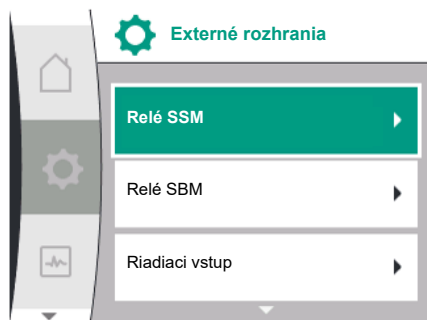 Externé rozhrania
Relé SSM
Relé SBM
Riadiaci vstup